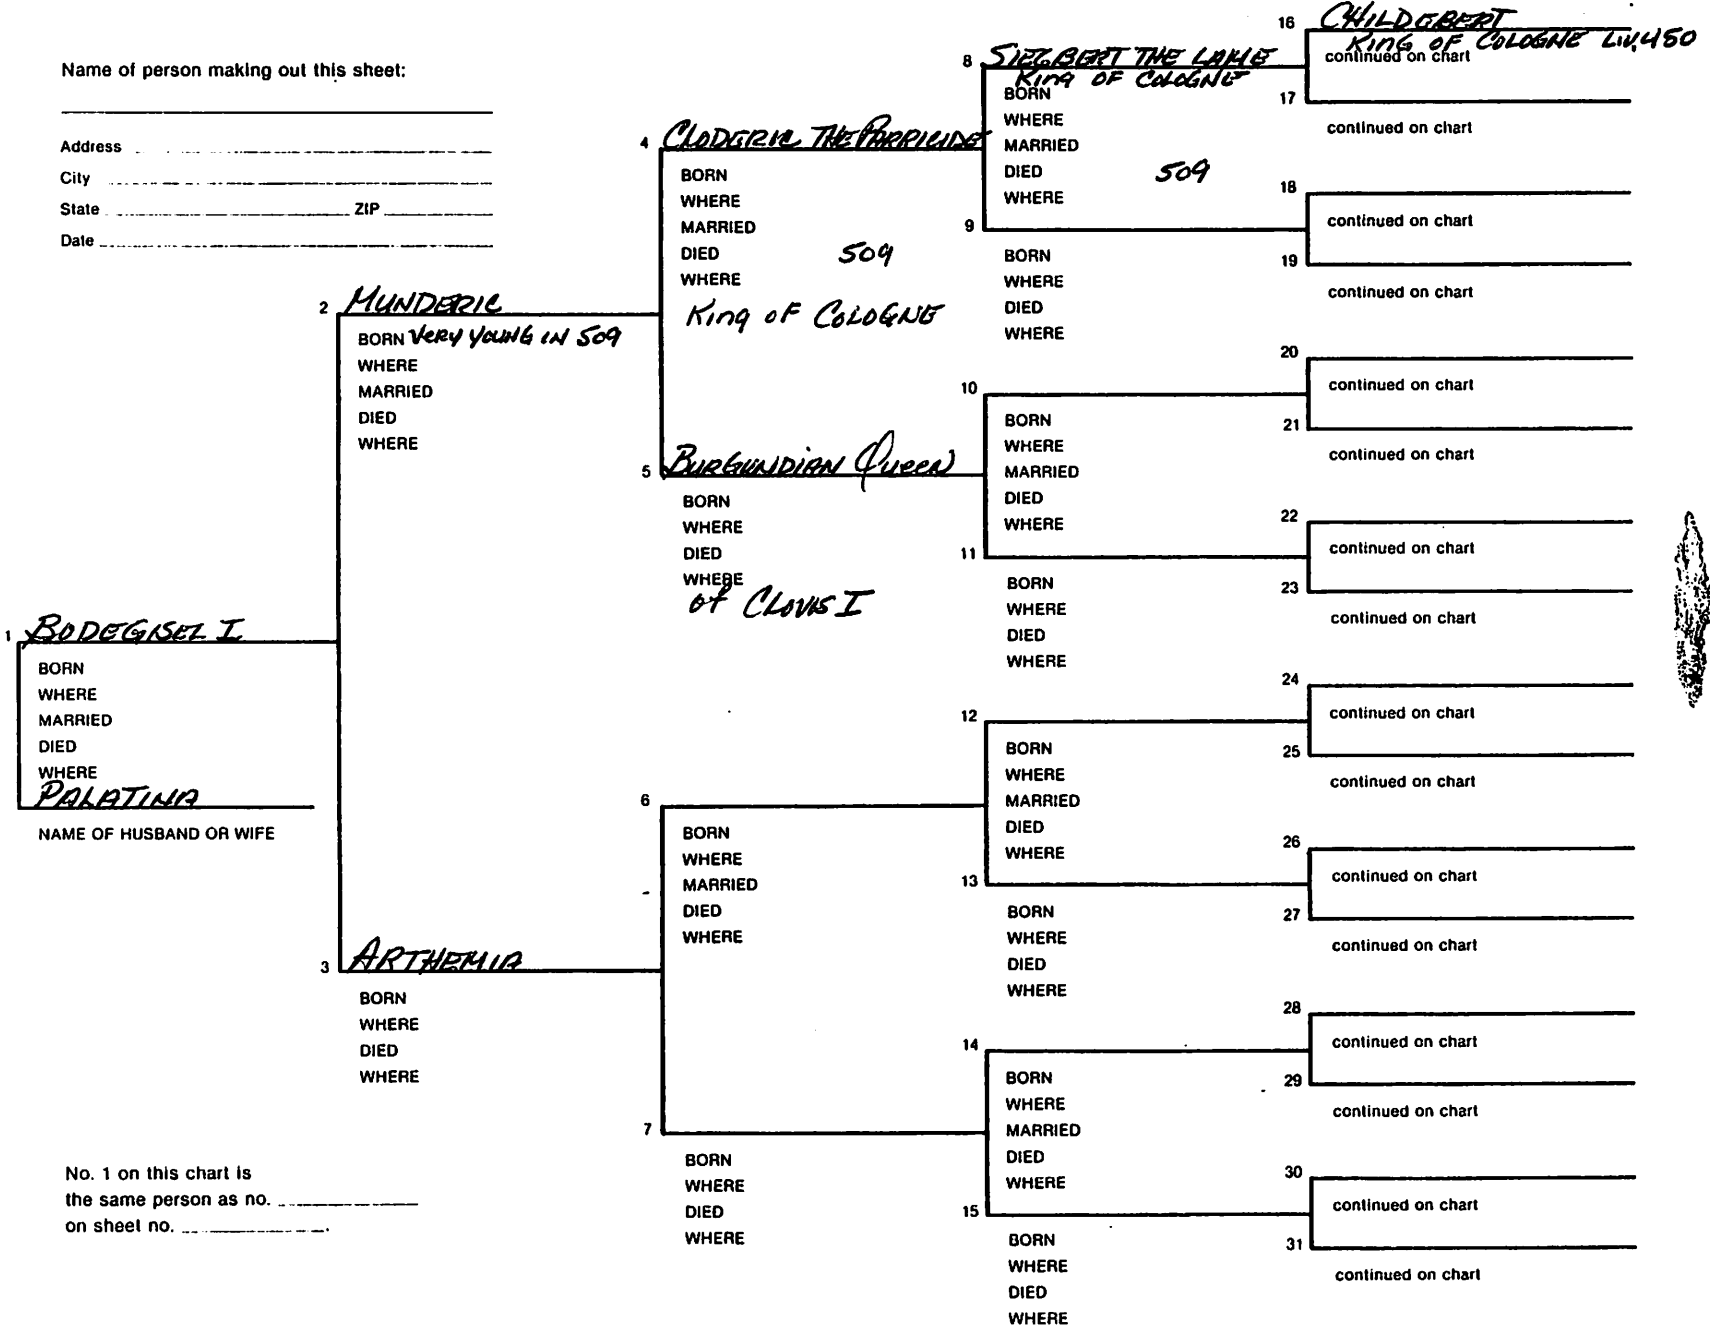 Name of person making out this sheet:
Address
City
State ZIP
Date
1 BODEGISEL I
BORN
WHERE
MARRIED
DIED
WHERE
PALATINA
NAME OF HUSBAND OR WIFE
No. 1 on this chart is
the same person as no.
on sheet no.
2 MUNDERIC
BORN VERY YOUNG IN 509
WHERE
MARRIED
DIED
WHERE
3 ARTHEMIA
BORN
WHERE
DIED
WHERE
4 CLODERIC THE PARRICIDE
BORN
WHERE
MARRIED
DIED 509
WHERE
King OF COLOGNE
5 BURGUNDIAN Queen
BORN
WHERE
DIED
WHERE
of CLOVIS I
6
BORN
WHERE
MARRIED
DIED
WHERE
7
BORN
WHERE
DIED
WHERE
8 SIEGBERT THE LAME
King OF COLOGNE
BORN
WHERE
MARRIED
DIED 509
WHERE
9
BORN
WHERE
DIED
WHERE
10
BORN
WHERE
MARRIED
DIED
WHERE
11
BORN
WHERE
DIED
WHERE
12
BORN
WHERE
MARRIED
DIED
WHERE
13
BORN
WHERE
DIED
WHERE
14
BORN
WHERE
MARRIED
DIED
WHERE
15
BORN
WHERE
DIED
WHERE
16 CHILDEBERT
King OF COLOGNE Liv, 450
continued on chart
17
continued on chart
18
continued on chart
19
continued on chart
20
continued on chart
21
continued on chart
22
continued on chart
23
continued on chart
24
continued on chart
25
continued on chart
26
continued on chart
27
continued on chart
28
continued on chart
29
continued on chart
30
continued on chart
31
continued on chart